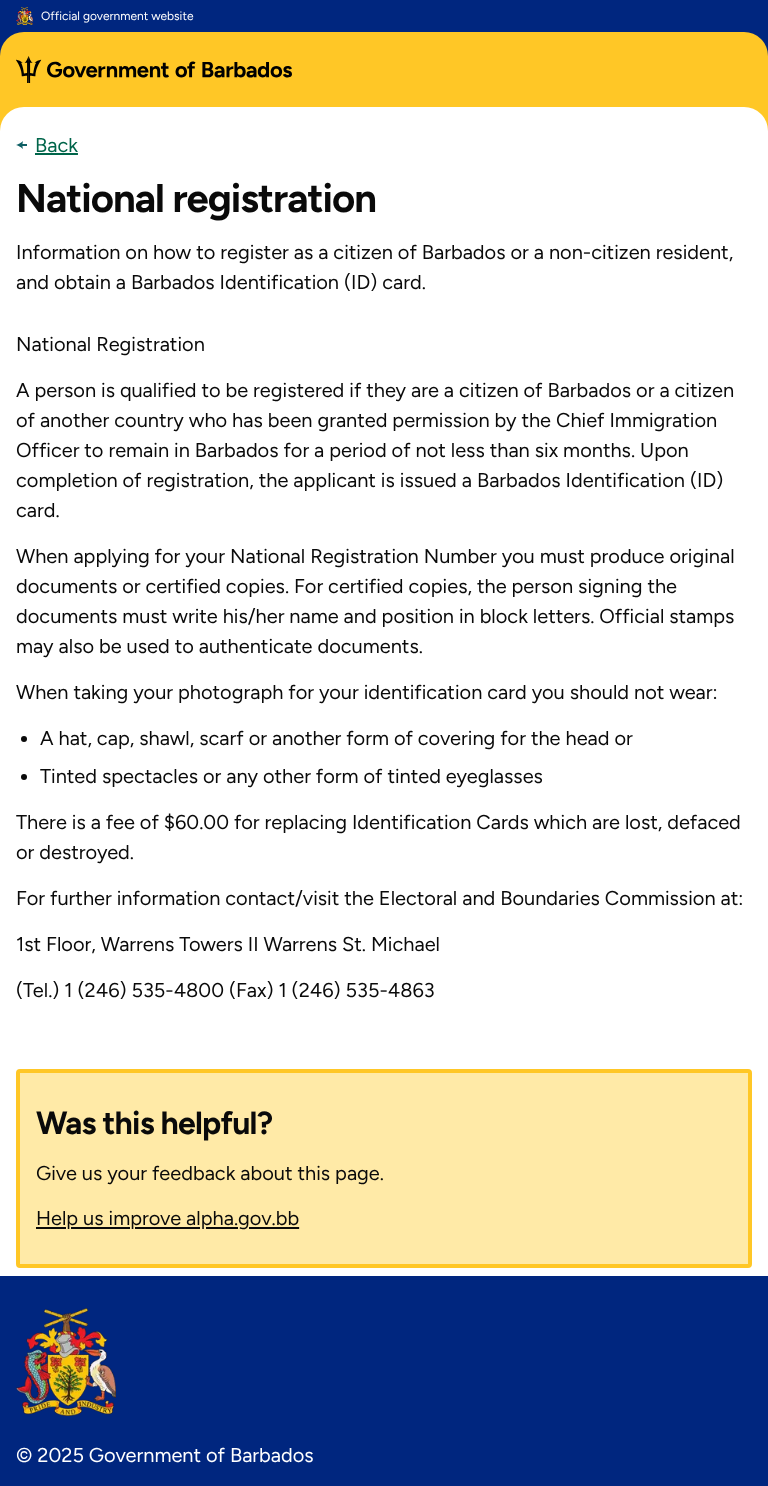 Official government website
Government of Barbados
Back
National registration
Information on how to register as a citizen of Barbados or a non-citizen resident,
and obtain a Barbados Identification (ID) card.
National Registration
A person is qualified to be registered if they are a citizen of Barbados or a citizen
of another country who has been granted permission by the Chief Immigration
Officer to remain in Barbados for a period of not less than six months. Upon
completion of registration, the applicant is issued a Barbados Identification (ID)
card.
When applying for your National Registration Number you must produce original
documents or certified copies. For certified copies, the person signing the
documents must write his/her name and position in block letters. Official stamps
may also be used to authenticate documents.
When taking your photograph for your identification card you should not wear:
• A hat, cap, shawl, scarf or another form of covering for the head or
• Tinted spectacles or any other form of tinted eyeglasses
There is a fee of $60.00 for replacing Identification Cards which are lost, defaced
or destroyed.
For further information contact/visit the Electoral and Boundaries Commission at:
1st Floor, Warrens Towers II Warrens St. Michael
(Tel.) 1 (246) 535-4800 (Fax) 1 (246) 535-4863
Was this helpful?
Give us your feedback about this page.
Help us improve alpha.gov.bb
PRIDE AND INDUSTRY
© 2025 Government of Barbados